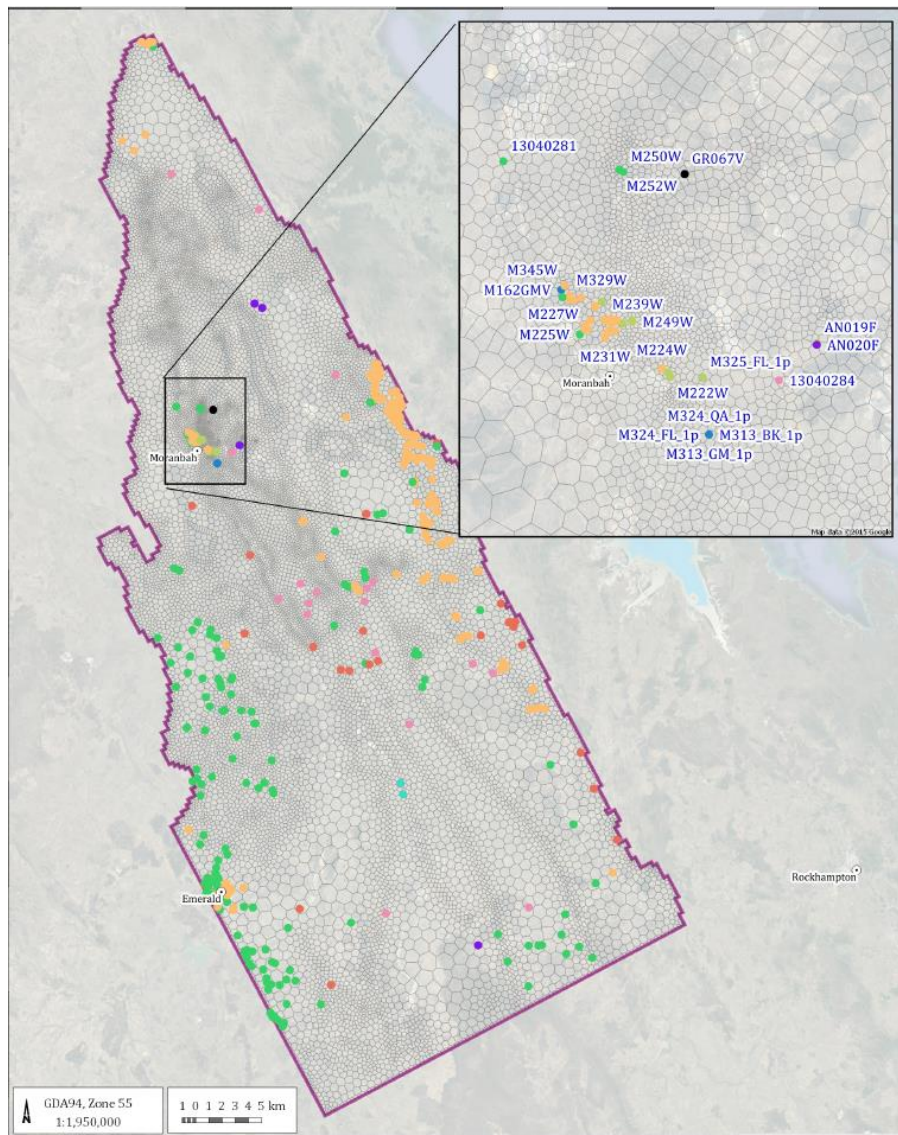 13040281
M250W
GR067V
M252W
M345W
M329W
M162GMV
M239W
M227W
M249W
M225W
AN019F
M231W
M224W
M325_FL_1p
AN020F
Moranbah
M222W
13040284
M324_QA_1p
M324_FL_1p
M313_BK_1p
M313_GM_1p
Map data ©2015 Google
Moranbah
Rockhampton
Emerald
GDA94, Zone 55
1:1,950,000
1 0 1 2 3 4 5 km